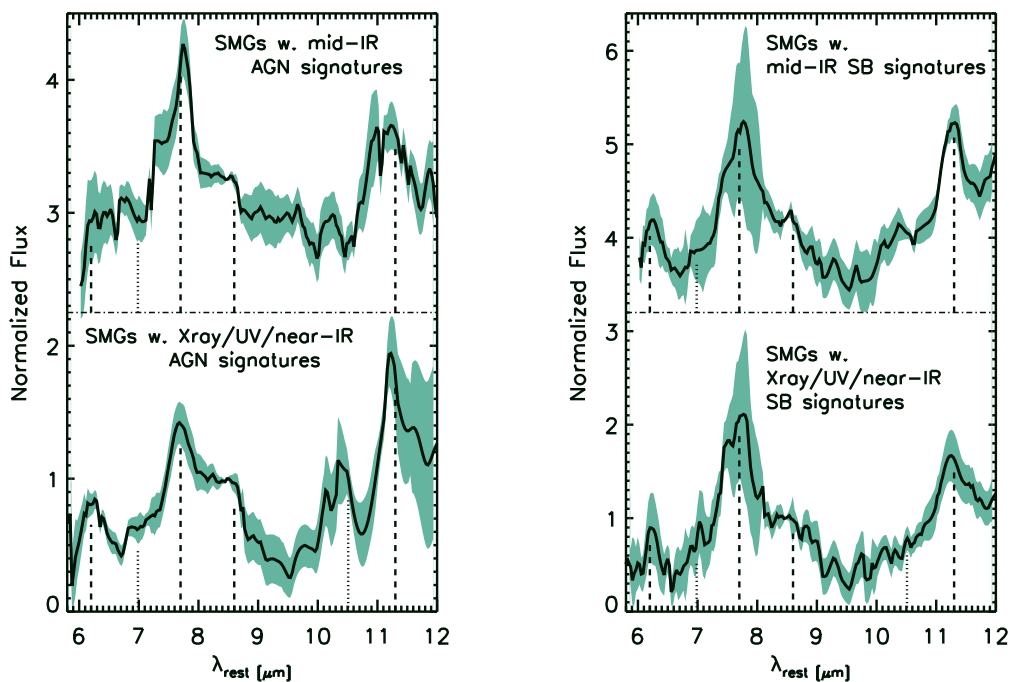 SMGs w. mid-IR
AGN signatures
SMGs w. Xray/UV/near-IR
AGN signatures
Normalized Flux
0
1
2
3
4
6 7 8 9 10 11 12
λrest [μm]
SMGs w.
mid-IR SB signatures
SMGs w.
Xray/UV/near-IR
SB signatures
Normalized Flux
0
1
2
3
4
5
6
6 7 8 9 10 11 12
λrest [μm]